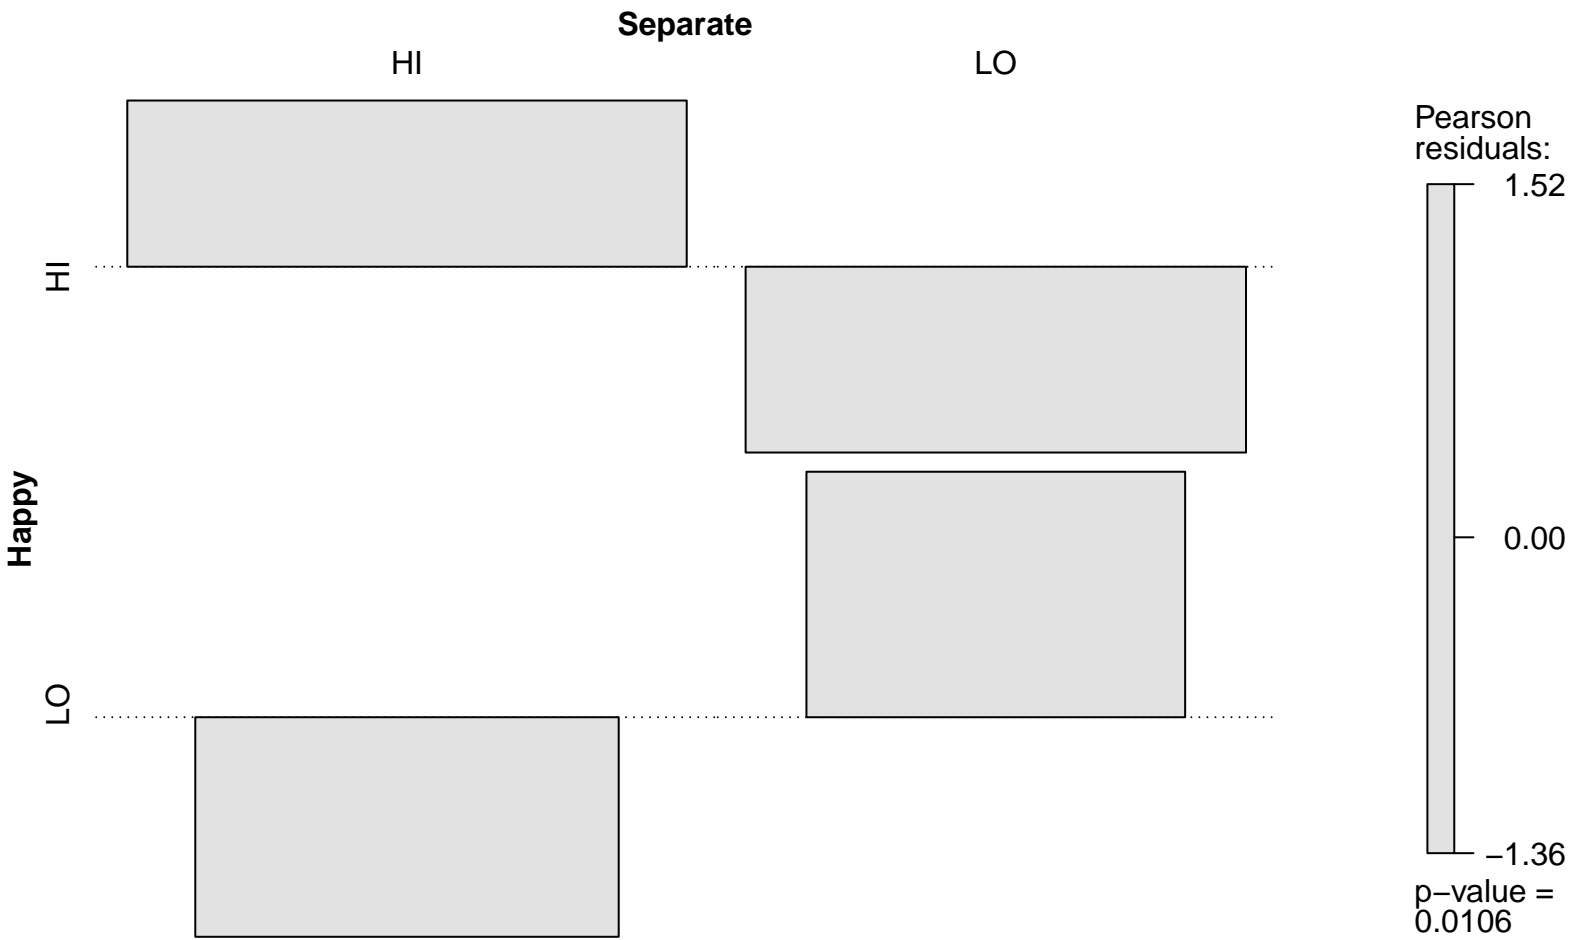 Separate
HI
LO
HI
LO
Happy
Pearson
residuals:
1.52
0.00
−1.36
p−value =
0.0106